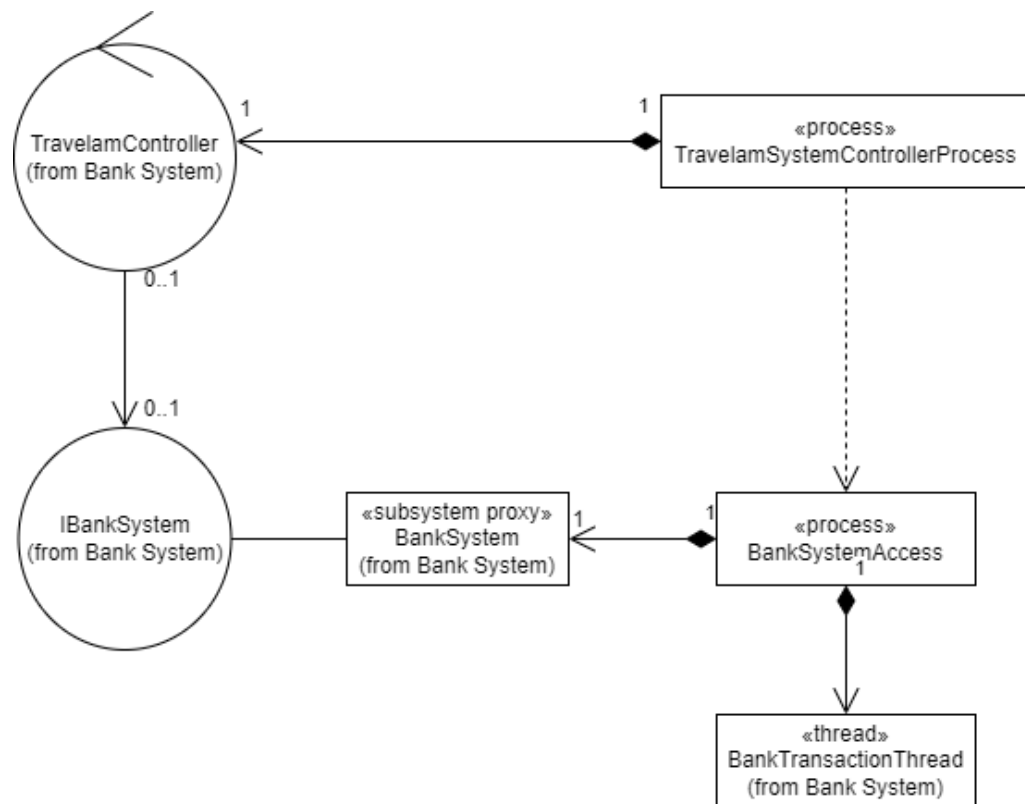 1
1
«process»
TravelamController
TravelamSystemControllerProcess
(from Bank System)
0..1
0..1
«subsystem proxy»
1
1
IBankSystem
BankSystem
«process»
(from Bank System)
(from Bank System)
BankSystemAccess
1
«thread»
BankTransactionThread
(from Bank System)